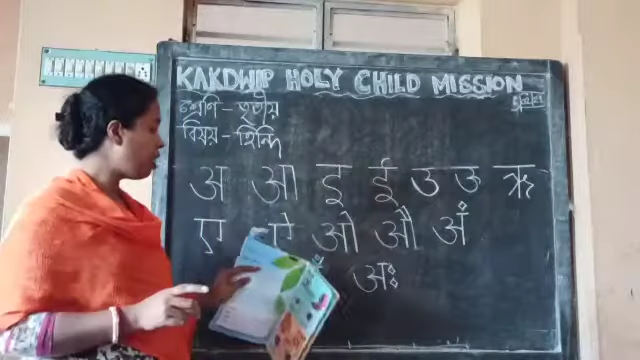 KAKDWIP HOLY CHILD MISSION
শ্রেণি - তৃতীয়
বিষয় - হিন্দি
अ आ इ ई उ ऊ ऋ
ए ऐ ओ औ अं
अः